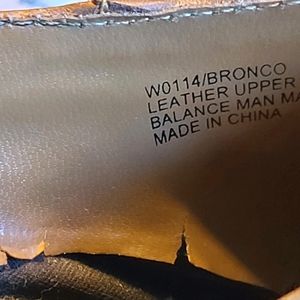 W0114/BRONCO
LEATHER UPPER
BALANCE MAN MA
MADE IN CHINA